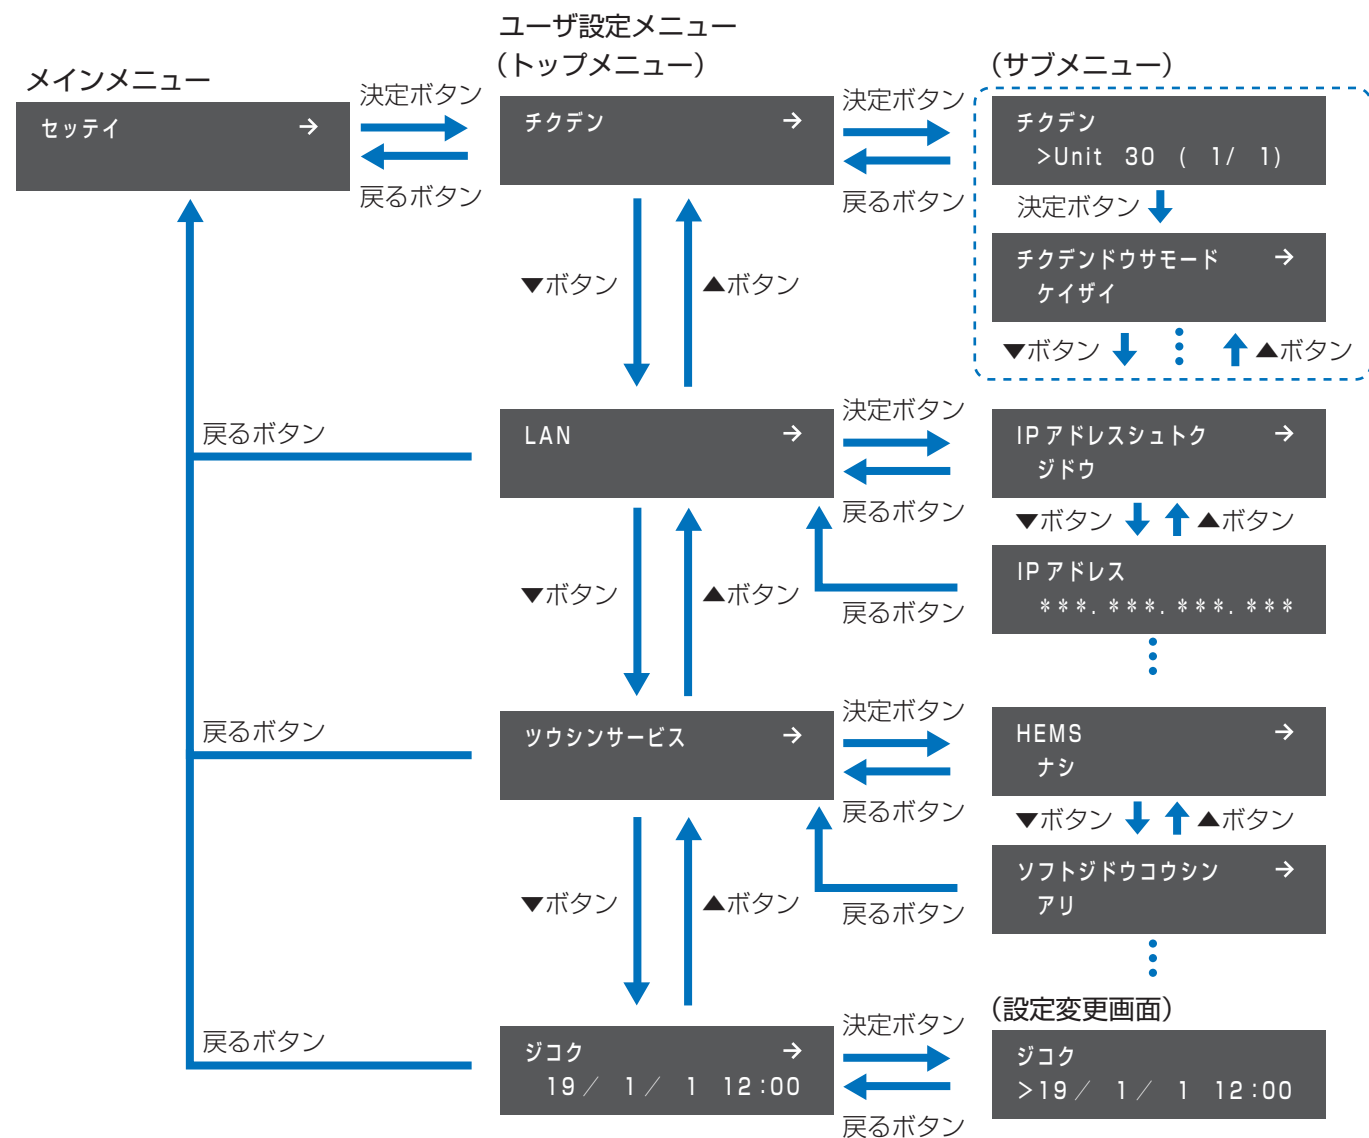 ユーザ設定メニュー
メインメニュー
(トップメニュー)
(サブメニュー)
セッテイ →
決定ボタン
戻るボタン
チクデン →
決定ボタン
戻るボタン
チクデン
>Unit 30 ( 1/ 1)
決定ボタン
チクデンドウサモード →
ケイザイ
▼ボタン
▲ボタン
▼ボタン
▲ボタン
戻るボタン
LAN →
決定ボタン
戻るボタン
IPアドレスシュトク →
ジドウ
▼ボタン
▲ボタン
IPアドレス
***.***.***.***
戻るボタン
▼ボタン
▲ボタン
戻るボタン
ツウシンサービス →
決定ボタン
戻るボタン
HEMS →
ナシ
▼ボタン
▲ボタン
ソフトジドウコウシン →
アリ
戻るボタン
▼ボタン
▲ボタン
戻るボタン
ジコク →
19/ 1/ 1 12:00
決定ボタン
戻るボタン
(設定変更画面)
ジコク
>19/ 1/ 1 12:00